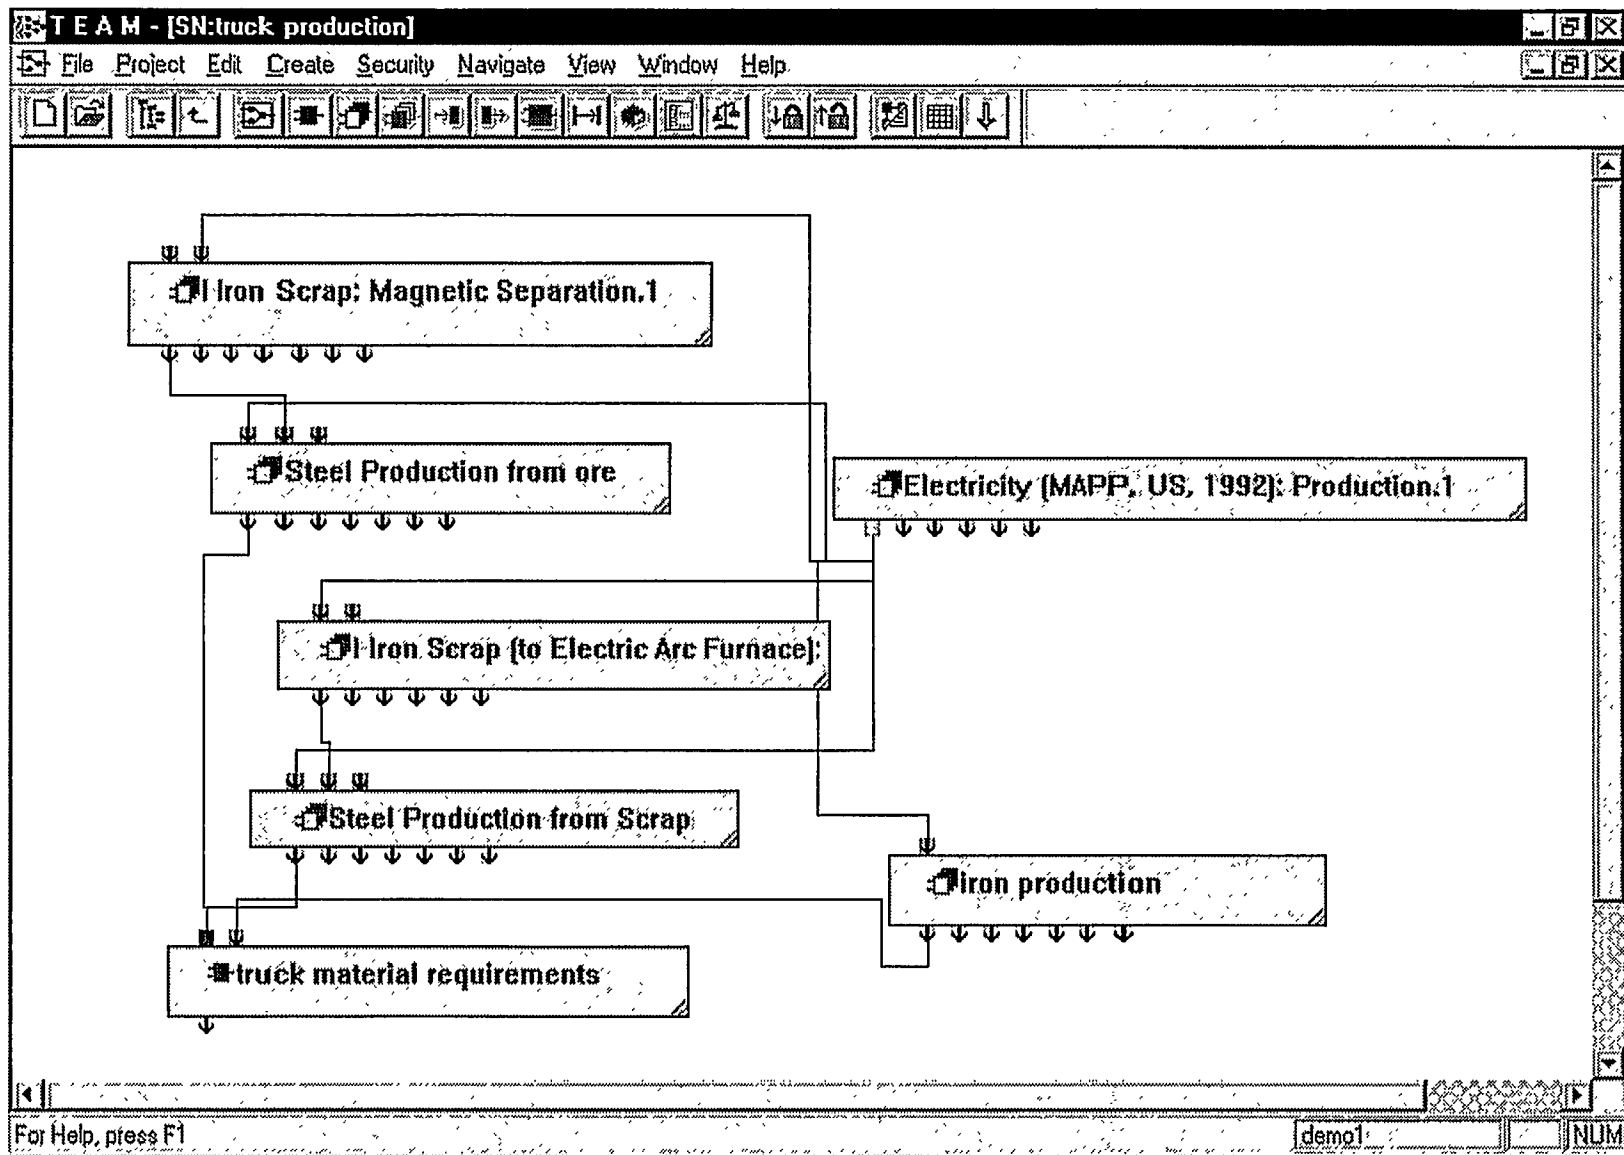 T E A M - [SN:truck production]
File Project Edit Create Security Navigate View Window Help
I Iron Scrap: Magnetic Separation.1
Steel Production from ore
Electricity (MAPP, US, 1992): Production.1
I Iron Scrap (to Electric Arc Furnace):
Steel Production from Scrap
iron production
truck material requirements
For Help, press F1
demo1
NUM